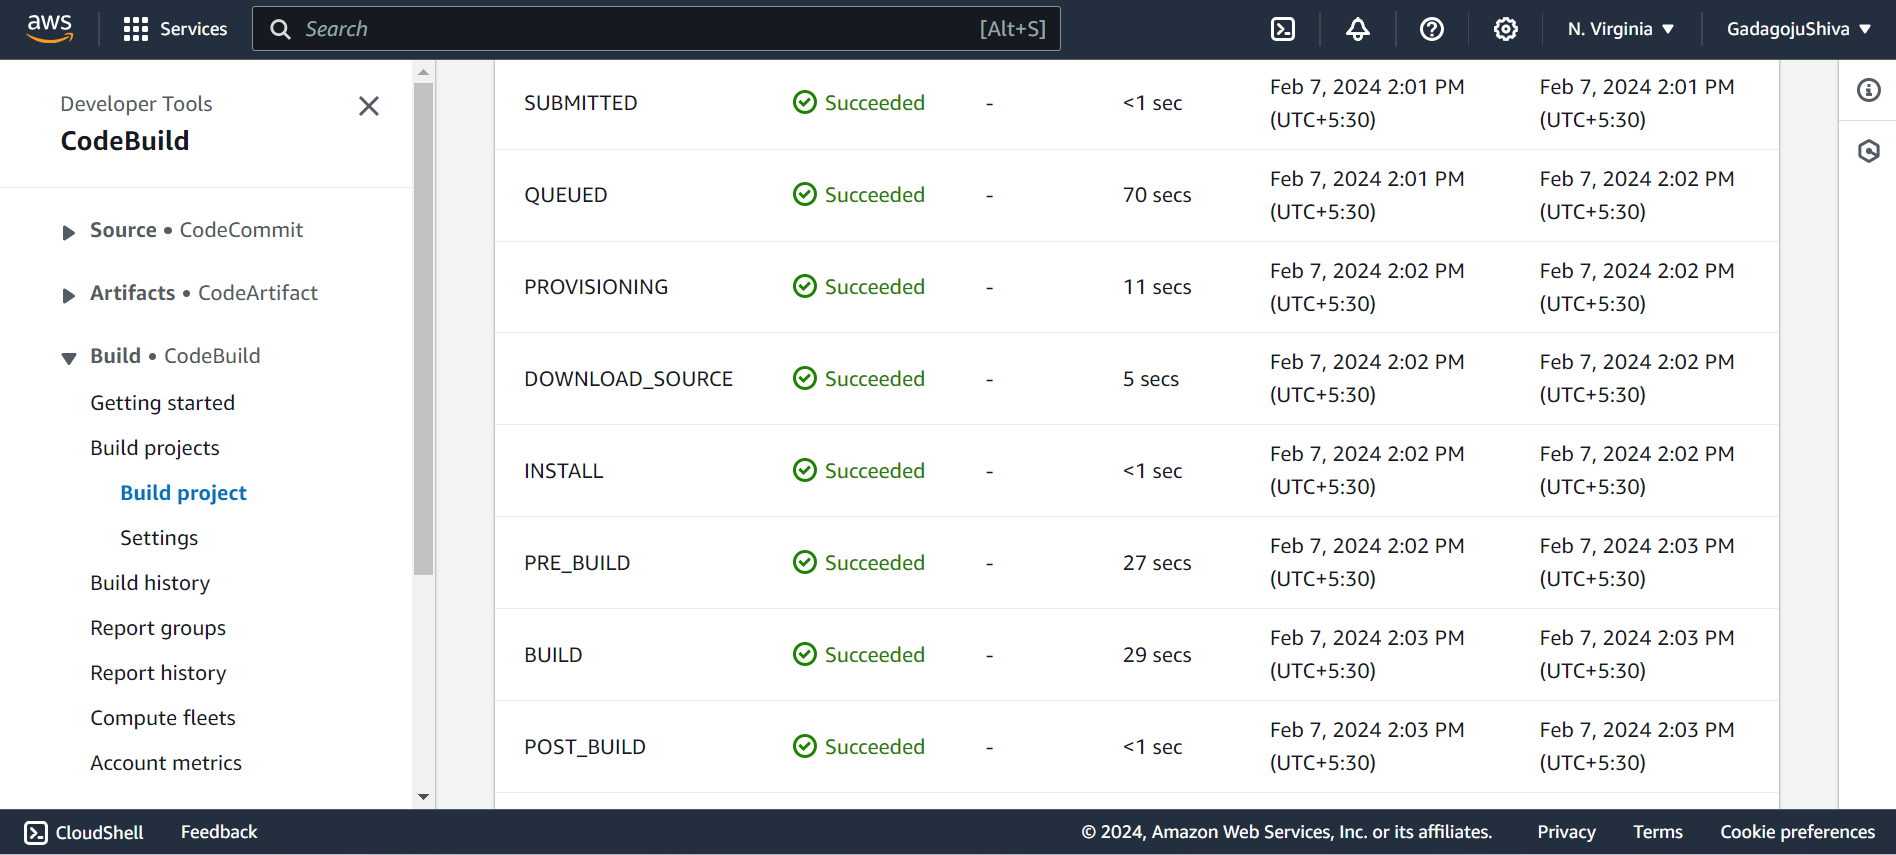 aws
Services
Search [Alt+S]
N. Virginia
GadagojuShiva
Developer Tools
CodeBuild
Source • CodeCommit
Artifacts • CodeArtifact
Build • CodeBuild
Getting started
Build projects
Build project
Settings
Build history
Report groups
Report history
Compute fleets
Account metrics
SUBMITTED Succeeded - <1 sec Feb 7, 2024 2:01 PM (UTC+5:30) Feb 7, 2024 2:01 PM (UTC+5:30)
QUEUED Succeeded - 70 secs Feb 7, 2024 2:01 PM (UTC+5:30) Feb 7, 2024 2:02 PM (UTC+5:30)
PROVISIONING Succeeded - 11 secs Feb 7, 2024 2:02 PM (UTC+5:30) Feb 7, 2024 2:02 PM (UTC+5:30)
DOWNLOAD_SOURCE Succeeded - 5 secs Feb 7, 2024 2:02 PM (UTC+5:30) Feb 7, 2024 2:02 PM (UTC+5:30)
INSTALL Succeeded - <1 sec Feb 7, 2024 2:02 PM (UTC+5:30) Feb 7, 2024 2:02 PM (UTC+5:30)
PRE_BUILD Succeeded - 27 secs Feb 7, 2024 2:02 PM (UTC+5:30) Feb 7, 2024 2:03 PM (UTC+5:30)
BUILD Succeeded - 29 secs Feb 7, 2024 2:03 PM (UTC+5:30) Feb 7, 2024 2:03 PM (UTC+5:30)
POST_BUILD Succeeded - <1 sec Feb 7, 2024 2:03 PM (UTC+5:30) Feb 7, 2024 2:03 PM (UTC+5:30)
CloudShell Feedback © 2024, Amazon Web Services, Inc. or its affiliates. Privacy Terms Cookie preferences